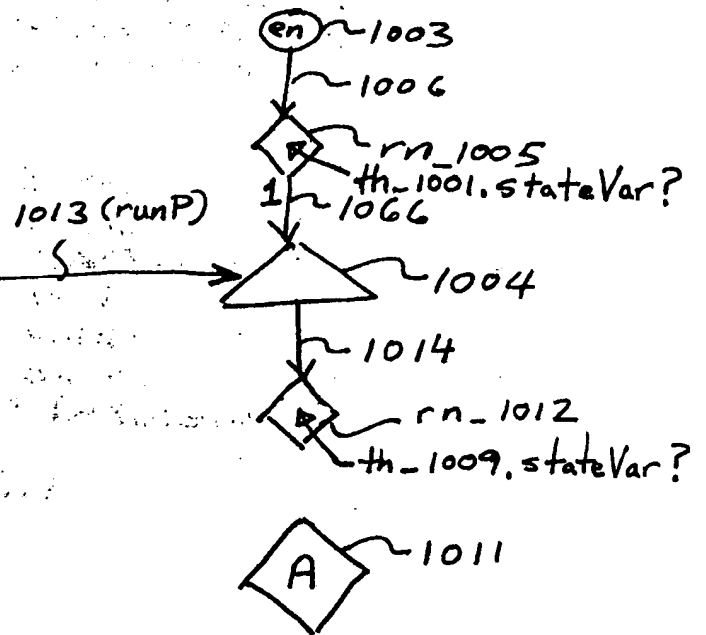 en 1003
1006
rn_1005
th_1001.stateVar?
1 1066
1013 (runP)
1004
1014
rn_1012
th_1009.stateVar?
A 1011